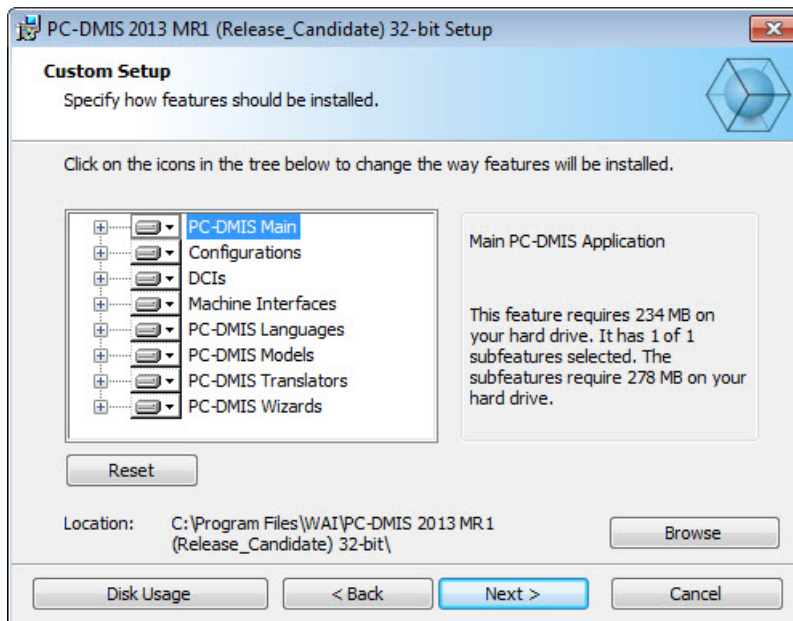 PC-DMIS 2013 MR1 (Release_Candidate) 32-bit Setup
Custom Setup
Specify how features should be installed.
Click on the icons in the tree below to change the way features will be installed.
PC-DMIS Main
Configurations
DCIs
Machine Interfaces
PC-DMIS Languages
PC-DMIS Models
PC-DMIS Translators
PC-DMIS Wizards
Main PC-DMIS Application
This feature requires 234 MB on
your hard drive. It has 1 of 1
subfeatures selected. The
subfeatures require 278 MB on your
hard drive.
Reset
Location: C:\Program Files\WAI\PC-DMIS 2013 MR1
(Release_Candidate) 32-bit\
Browse
Disk Usage < Back Next > Cancel